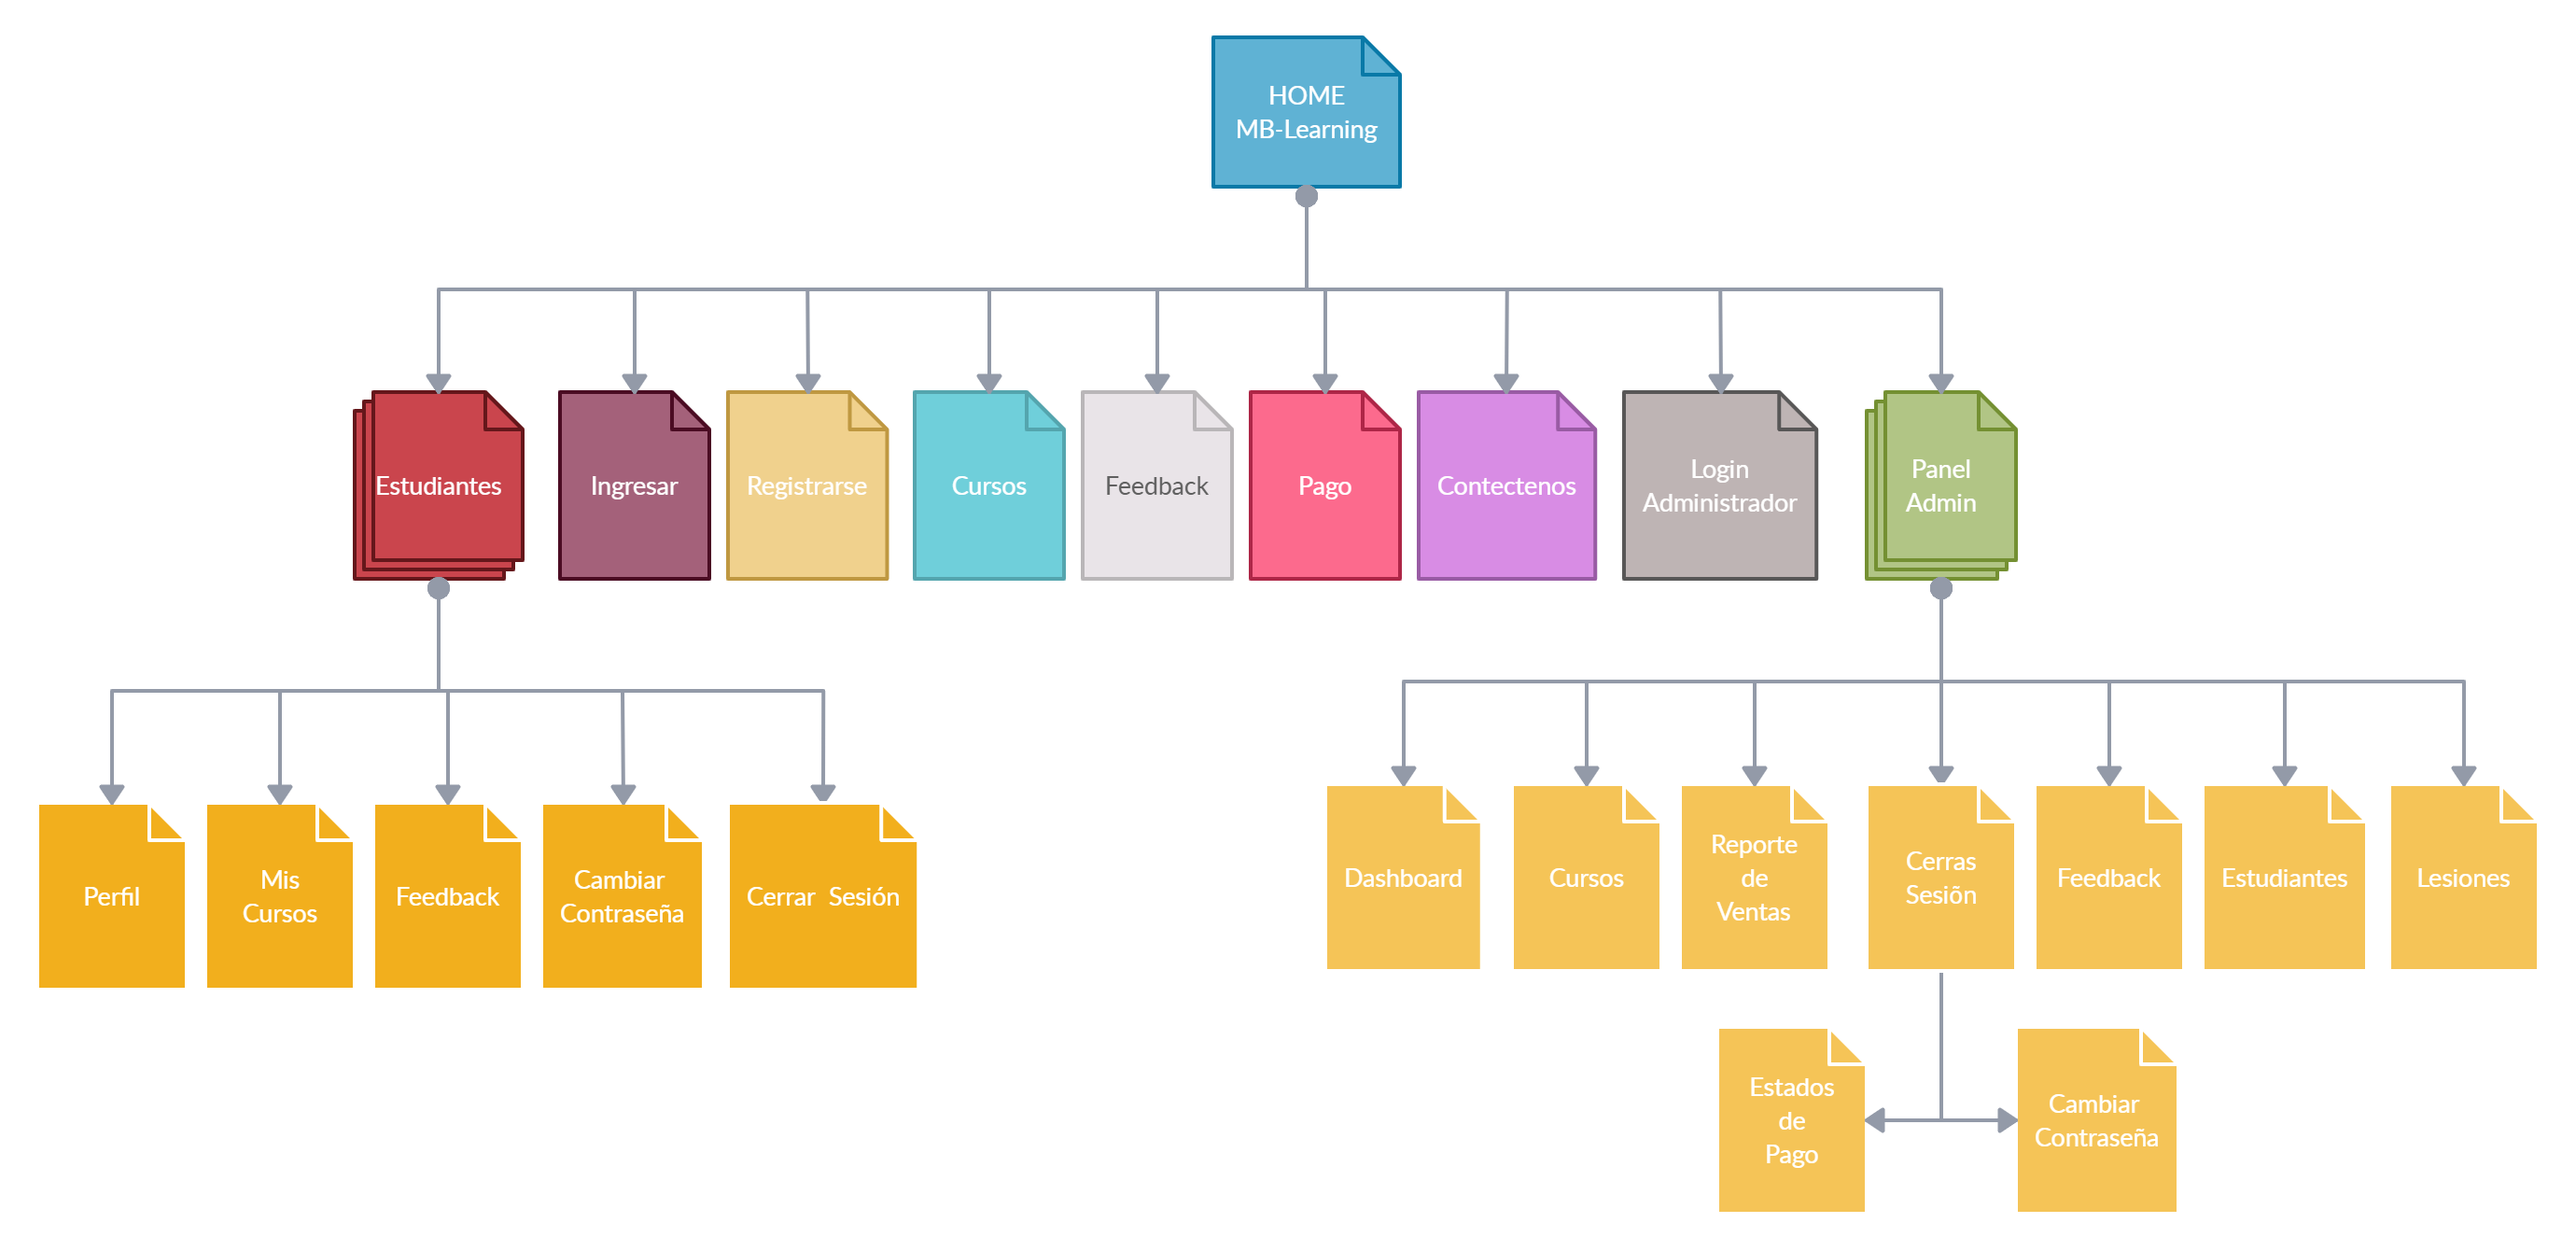 HOME
MB-Learning
Estudiantes
Ingresar
Registrarse
Cursos
Feedback
Pago
Contectenos
Login
Administrador
Panel
Admin
Perfil
Mis
Cursos
Feedback
Cambiar
Contraseña
Cerrar  Sesión
Dashboard
Cursos
Reporte
de
Ventas
Cerras
Sesión
Feedback
Estudiantes
Lesiones
Estados
de
Pago
Cambiar
Contraseña